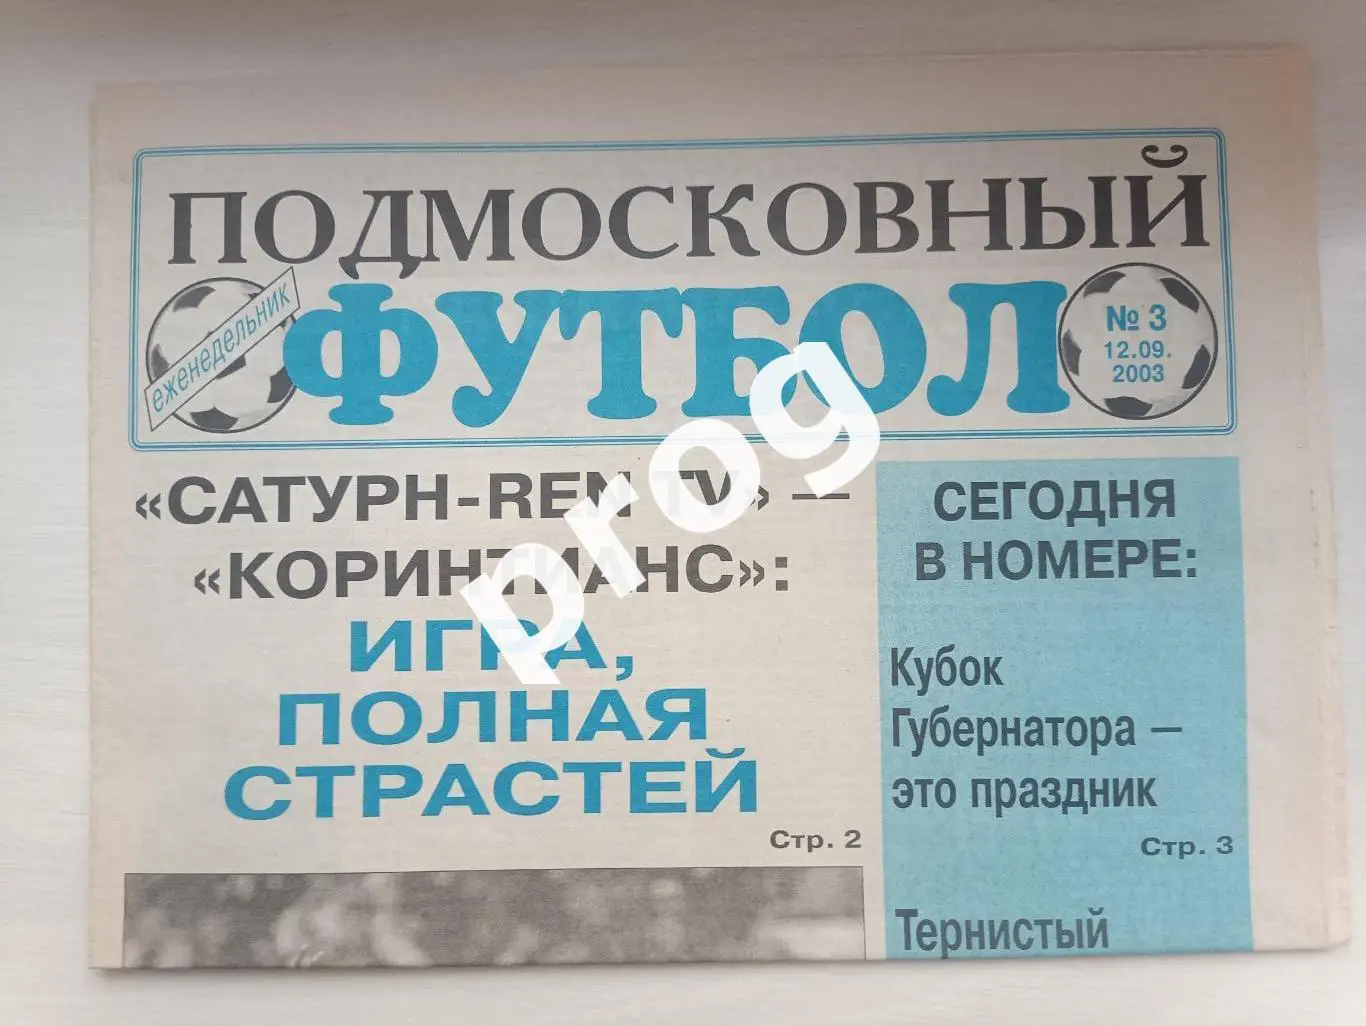 ПОДМОСКОВНЫЙ
еженедельник
ФУТБОЛ
№ 3
12.09.
2003
«САТУРН-REN TV» —
«КОРИНТИАНС»:
ИГРА,
ПОЛНАЯ
СТРАСТЕЙ
Стр. 2
СЕГОДНЯ
В НОМЕРЕ:
Кубок
Губернатора —
это праздник
Стр. 3
Тернистый
prog